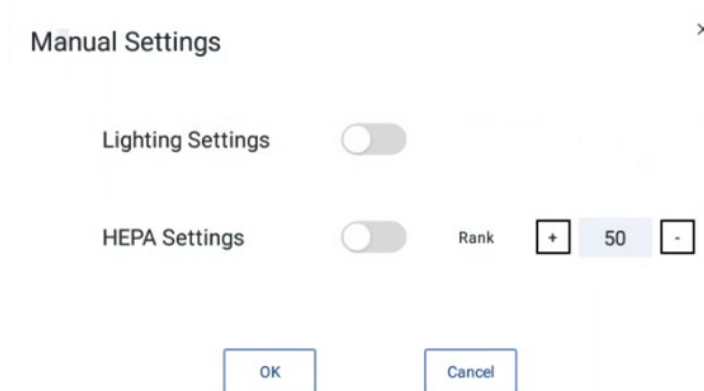 Manual Settings ×
Lighting Settings
HEPA Settings Rank + 50 -
OK Cancel